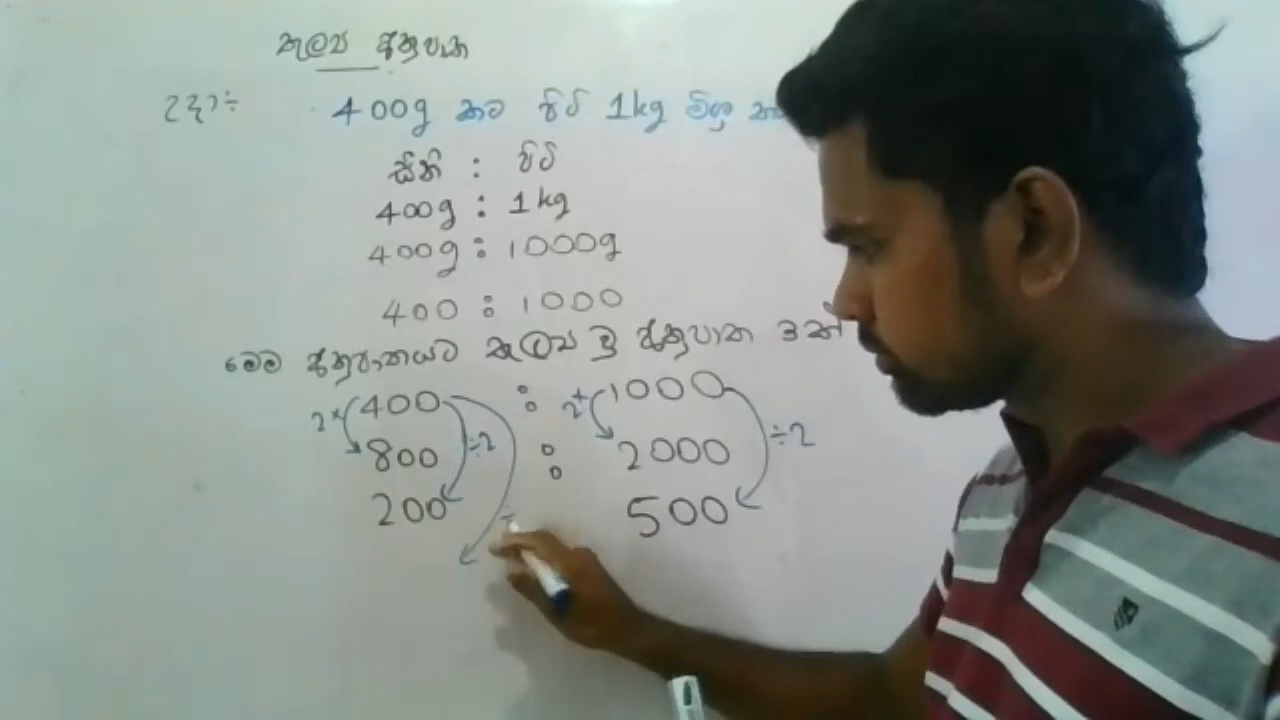 තුල්‍ය අනුපාත
උදා:- 400g කට පිටි 1kg මිශ්‍ර
සීනි : පිටි
400g : 1kg
400g : 1000g
400 : 1000
මෙම අනුපාතයට තුල්‍ය වූ අනුපාත 3ක්
2× 400 : 2× 1000
800 ÷2 : 2000 ÷2
200 500